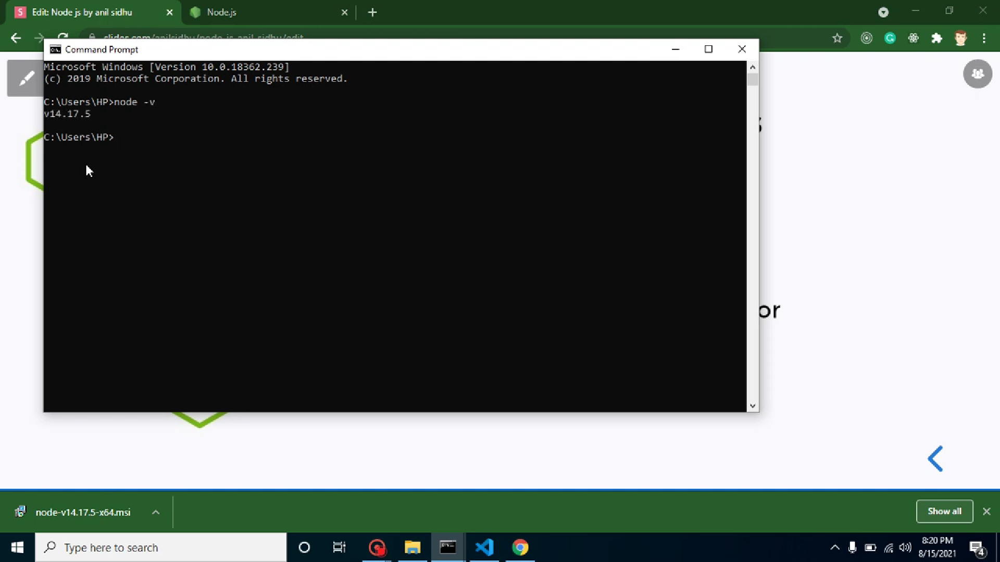 Edit: Node js by anil sidhu
Node.js
slides.com/anilsidhu/node-js-anil-sidhu/edit
Command Prompt
Microsoft Windows [Version 10.0.18362.239]
(c) 2019 Microsoft Corporation. All rights reserved.
C:\Users\HP>node -v
v14.17.5
C:\Users\HP>
or
node-v14.17.5-x64.msi
Show all
Type here to search
8:20 PM
8/15/2021
4